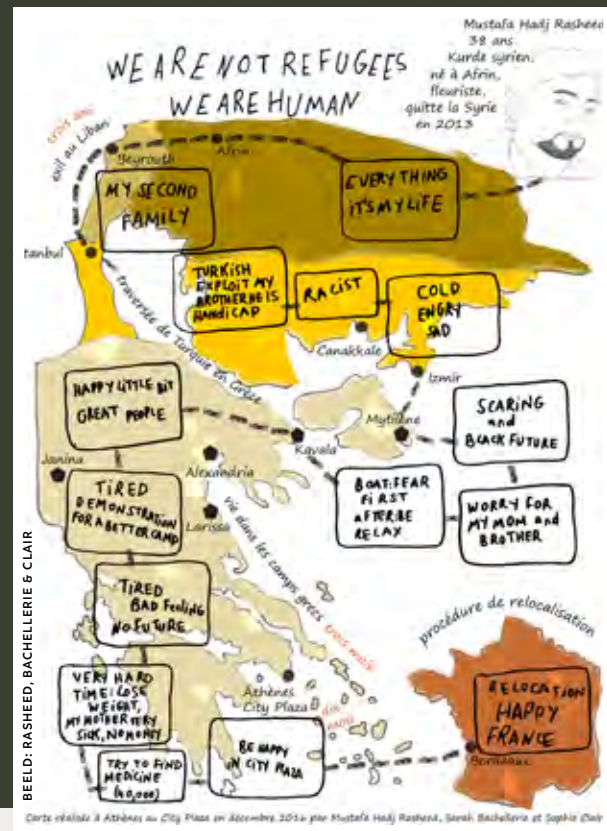 Mustafa Hadj Rasheed
38 ans
Kurde syrien,
né à Afrin,
fleuriste,
quitte la Syrie
en 2013
WE ARE NOT REFUGEES
WE ARE HUMAN
trois ans
exil au Liban
Beyrouth
Afrin
MY SECOND
FAMILY
EVERYTHING
IT'S MY LIFE
tanbul
TURKISH
EXPLOIT MY
BROTHER HE IS
HANDICAP
RACIST
COLD
ENGRY
SAD
traversée de Turquie en Grèce
Canakkale
Izmir
HAPPY LITTLE BIT
GREAT PEOPLE
Mytilène
SCARING
and
BLACK FUTURE
Kavala
Janina
Alexandria
BOAT: FEAR
FIRST
AFTER BE
RELAX
WORRY FOR
MY MOM and
BROTHER
TIRED
DEMONSTRATION
FOR A BETTER CAMP
Larissa
vie dans les camps grecs trois mois
TIRED
BAD FEELING
NO FUTURE
procédure de relocalisation
VERY HARD
TIME: LOSE
WEIGHT,
MY MOTHER VERY
SICK, NO MONEY
Athènes
City Plaza
mois
RELOCATION
HAPPY
FRANCE
Bordeaux
BE HAPPY
IN CITY PLAZA
TRY TO FIND
MEDICINE
BEELD: RASHEED, BACHELLERIE & CLAIR
Carte réalisée à Athènes au City Plaza en décembre 2016 par Mustafa Hadj Rasheed, Sarah Bachellerie et Sophie Clair